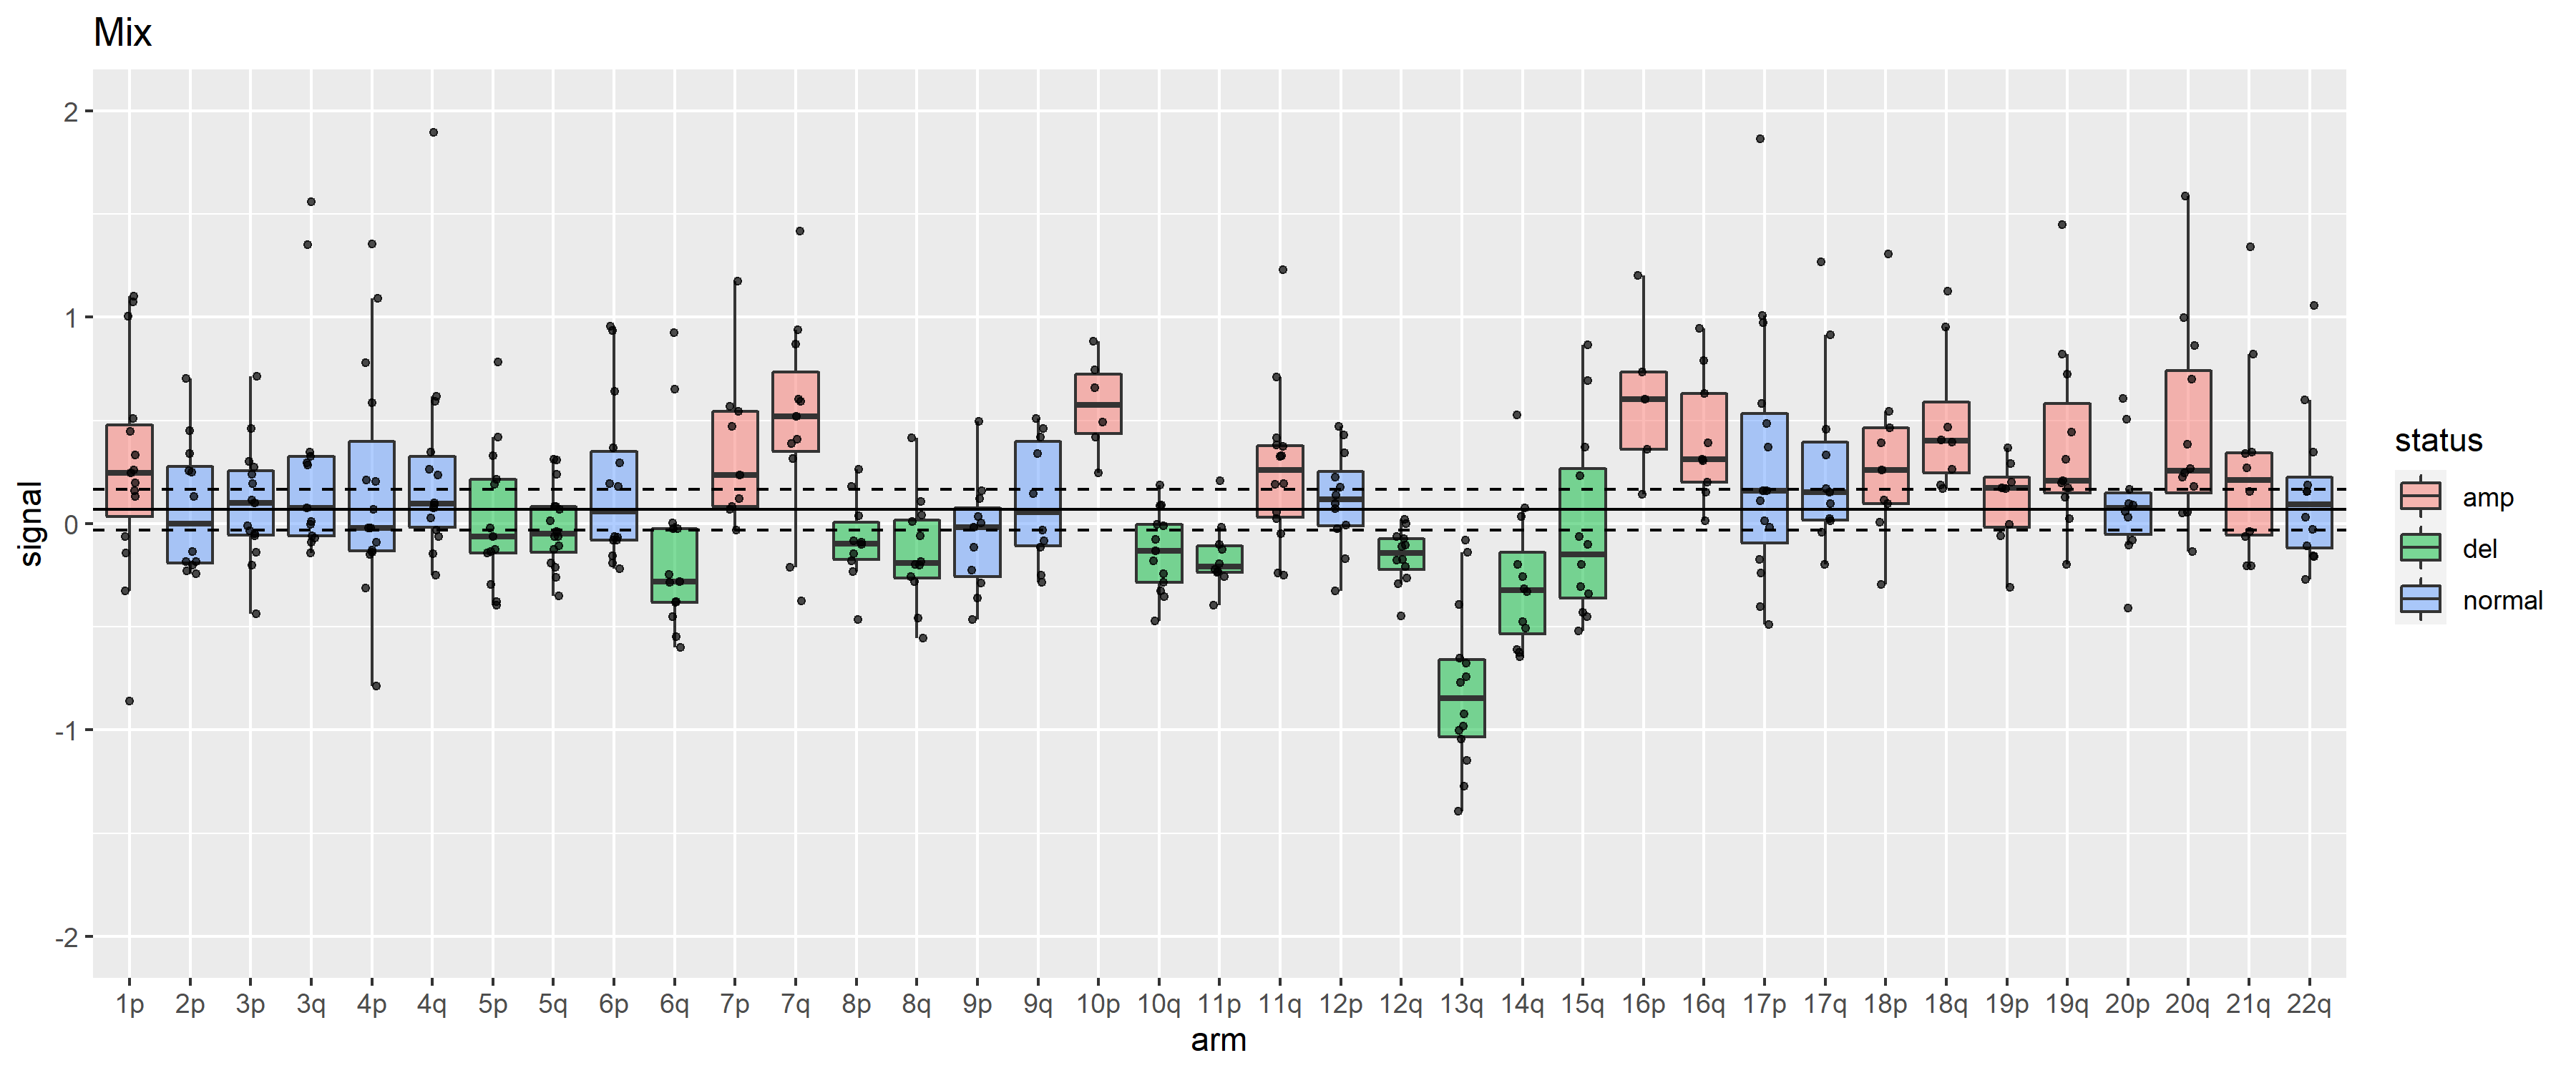 Mix
signal
2
1
0
-1
-2
1p 2p 3p 3q 4p 4q 5p 5q 6p 6q 7p 7q 8p 8q 9p 9q 10p 10q 11p 11q 12p 12q 13q 14q 15q 16p 16q 17p 17q 18p 18q 19p 19q 20p 20q 21q 22q
arm
status
amp
del
normal